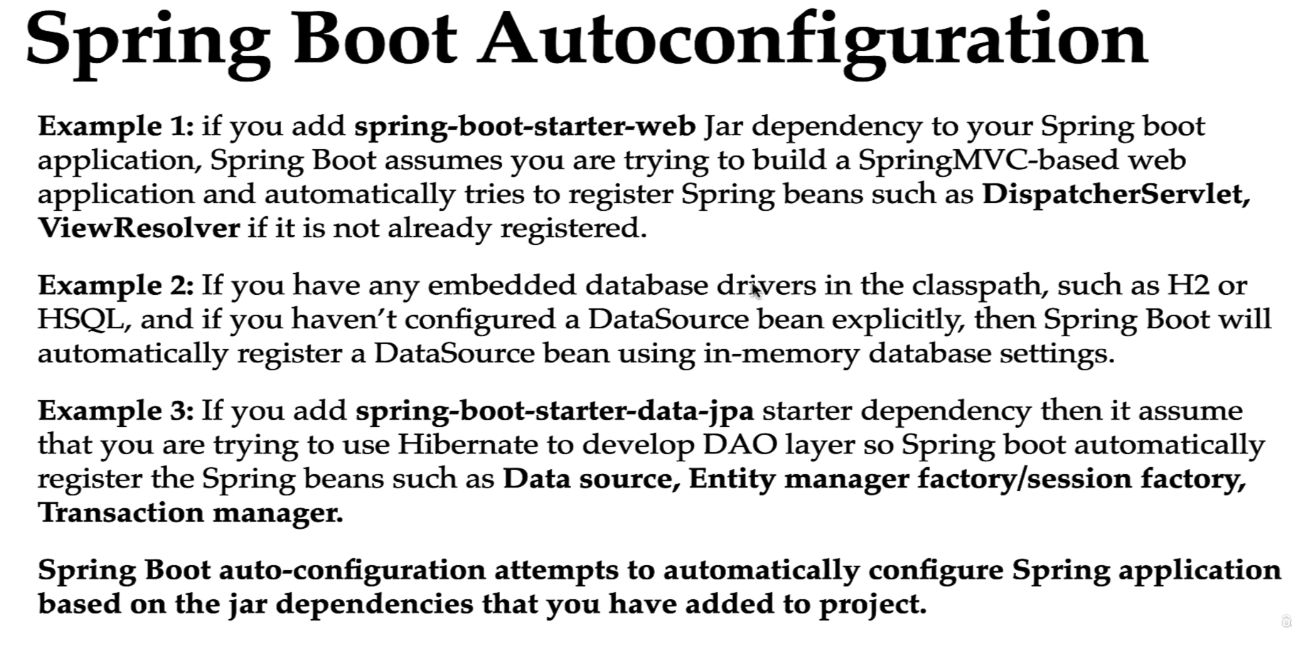 Spring Boot Autoconfiguration
Example 1: if you add spring-boot-starter-web Jar dependency to your Spring boot
application, Spring Boot assumes you are trying to build a SpringMVC-based web
application and automatically tries to register Spring beans such as DispatcherServlet,
ViewResolver if it is not already registered.
Example 2: If you have any embedded database drivers in the classpath, such as H2 or
HSQL, and if you haven't configured a DataSource bean explicitly, then Spring Boot will
automatically register a DataSource bean using in-memory database settings.
Example 3: If you add spring-boot-starter-data-jpa starter dependency then it assume
that you are trying to use Hibernate to develop DAO layer so Spring boot automatically
register the Spring beans such as Data source, Entity manager factory/session factory,
Transaction manager.
Spring Boot auto-configuration attempts to automatically configure Spring application
based on the jar dependencies that you have added to project.